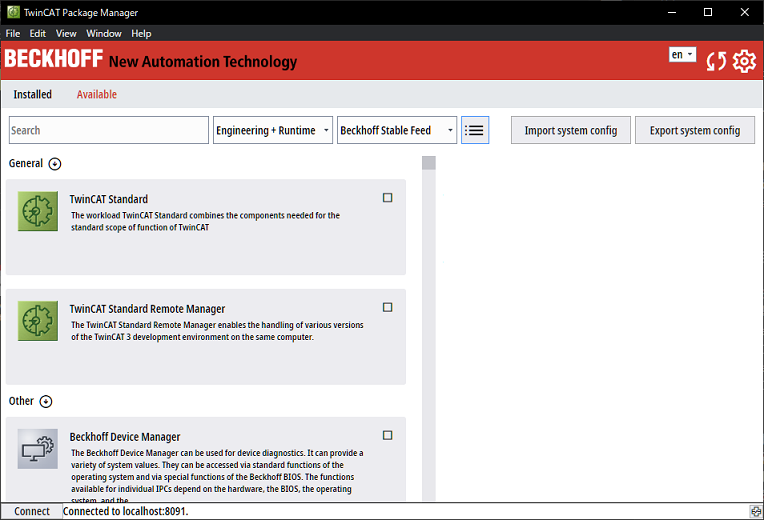 TwinCAT Package Manager
File Edit View Window Help
BECKHOFF New Automation Technology
en
Installed Available
Search
Engineering + Runtime
Beckhoff Stable Feed
Import system config
Export system config
General
TwinCAT Standard
The workload TwinCAT Standard combines the components needed for the
standard scope of function of TwinCAT
TwinCAT Standard Remote Manager
The TwinCAT Standard Remote Manager enables the handling of various versions
of the TwinCAT 3 development environment on the same computer.
Other
Beckhoff Device Manager
The Beckhoff Device Manager can be used for device diagnostics. It can provide a
variety of system values. They can be accessed via standard functions of the
operating system and via special functions of the Beckhoff BIOS. The functions
available for individual IPCs depend on the hardware, the BIOS, the operating
system, and the
Connect Connected to localhost:8091.